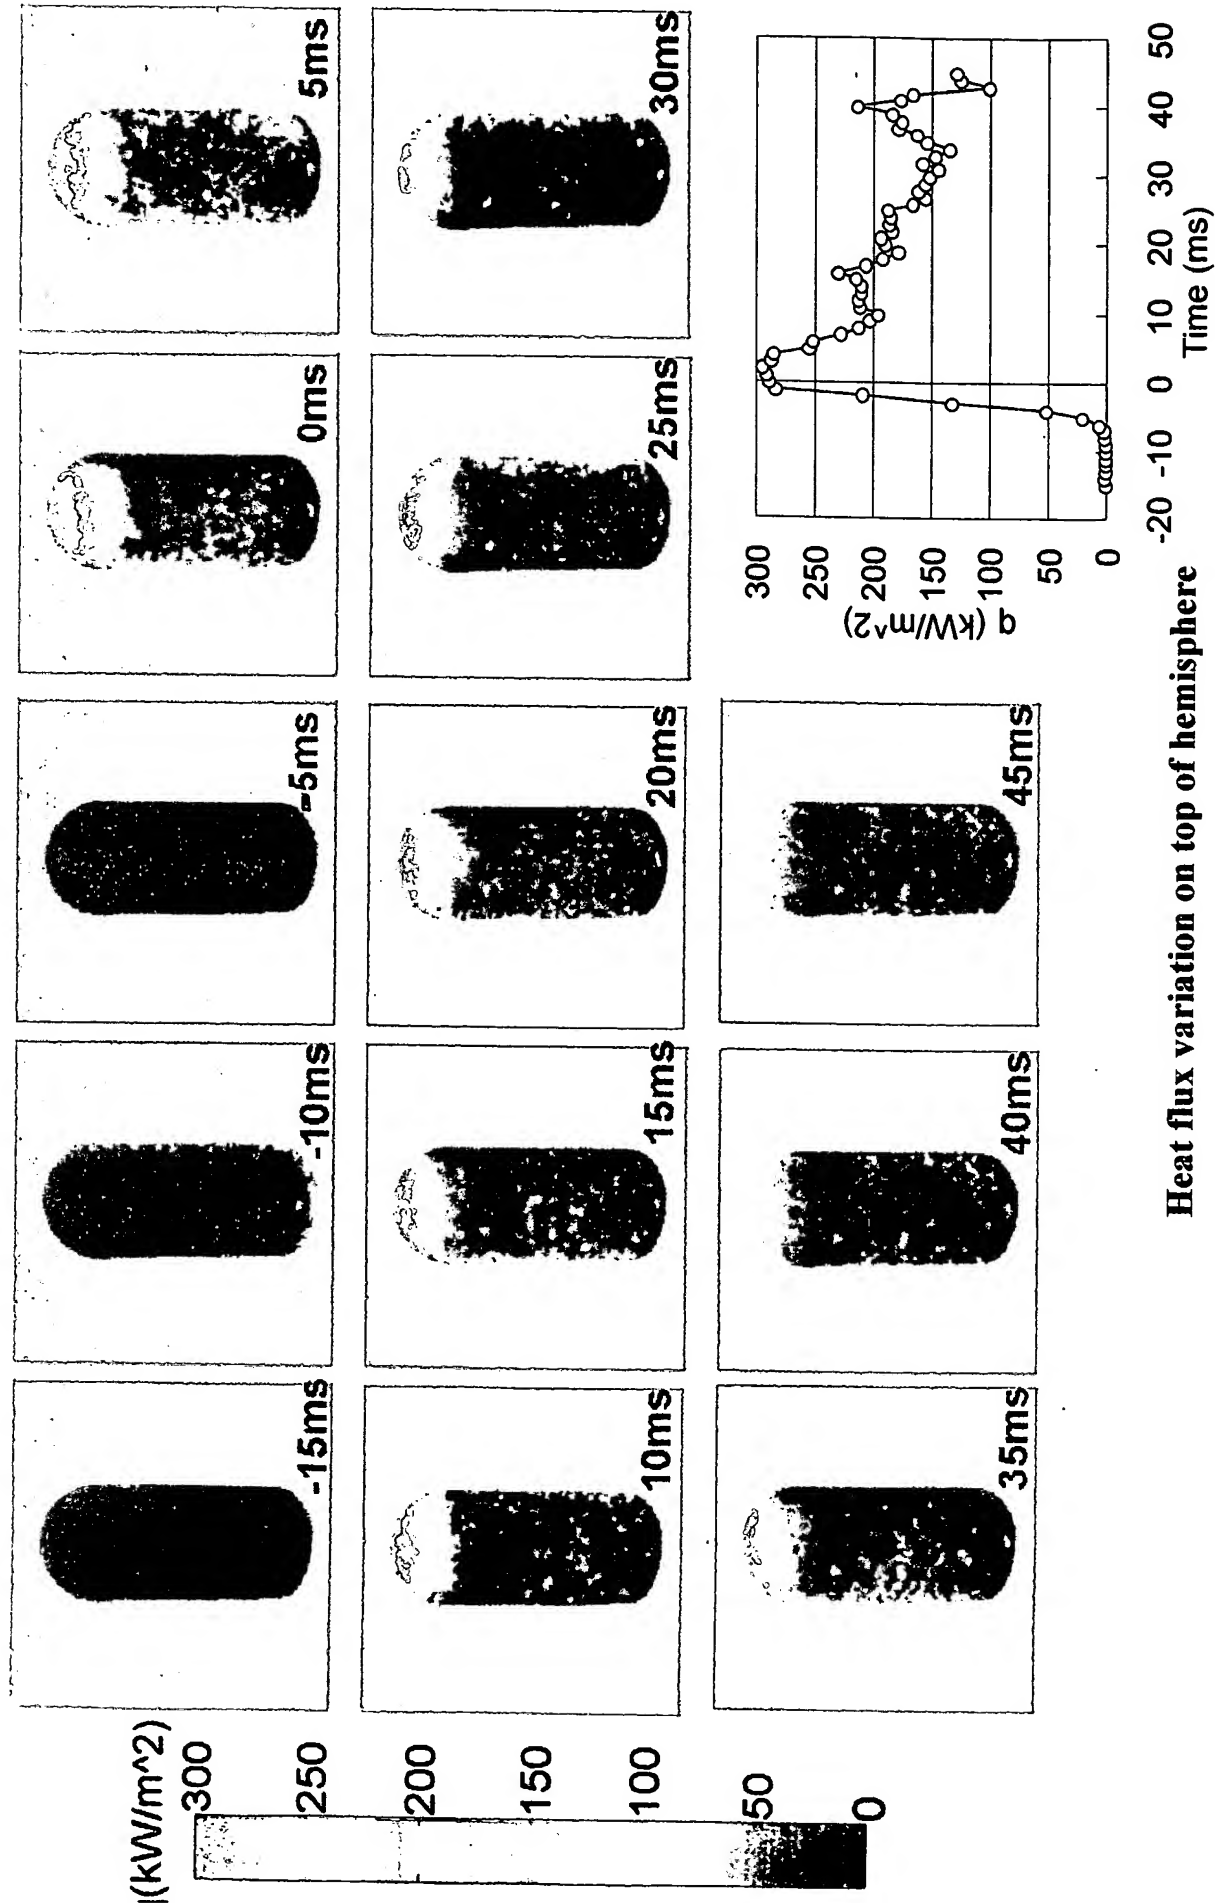 (kW/m^2)
300
250
200
150
100
50
0
-15ms
-10ms
-5ms
0ms
5ms
10ms
15ms
20ms
25ms
30ms
35ms
40ms
45ms
q (kW/m^2)
300
250
200
150
100
50
0
-20 -10 0 10 20 30 40 50
Time (ms)
Heat flux variation on top of hemisphere